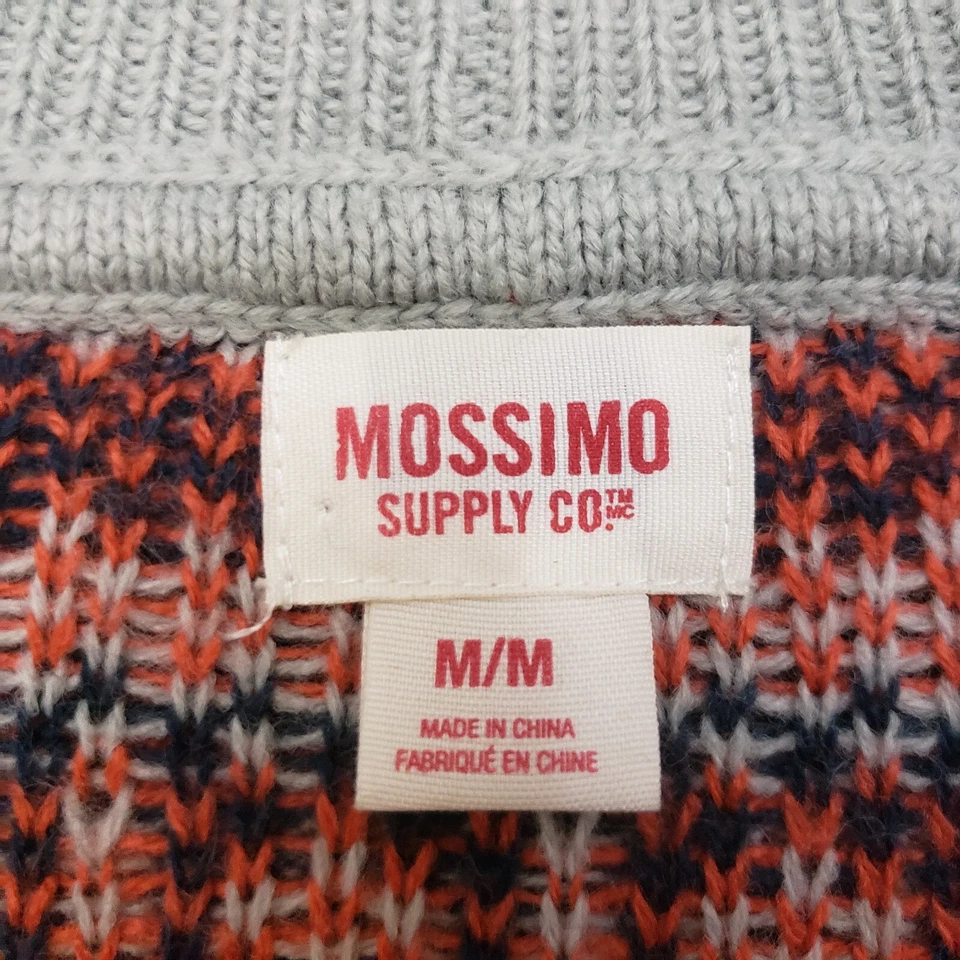 MOSSIMO
SUPPLY CO.™ MC
M/M
MADE IN CHINA
FABRIQUÉ EN CHINE